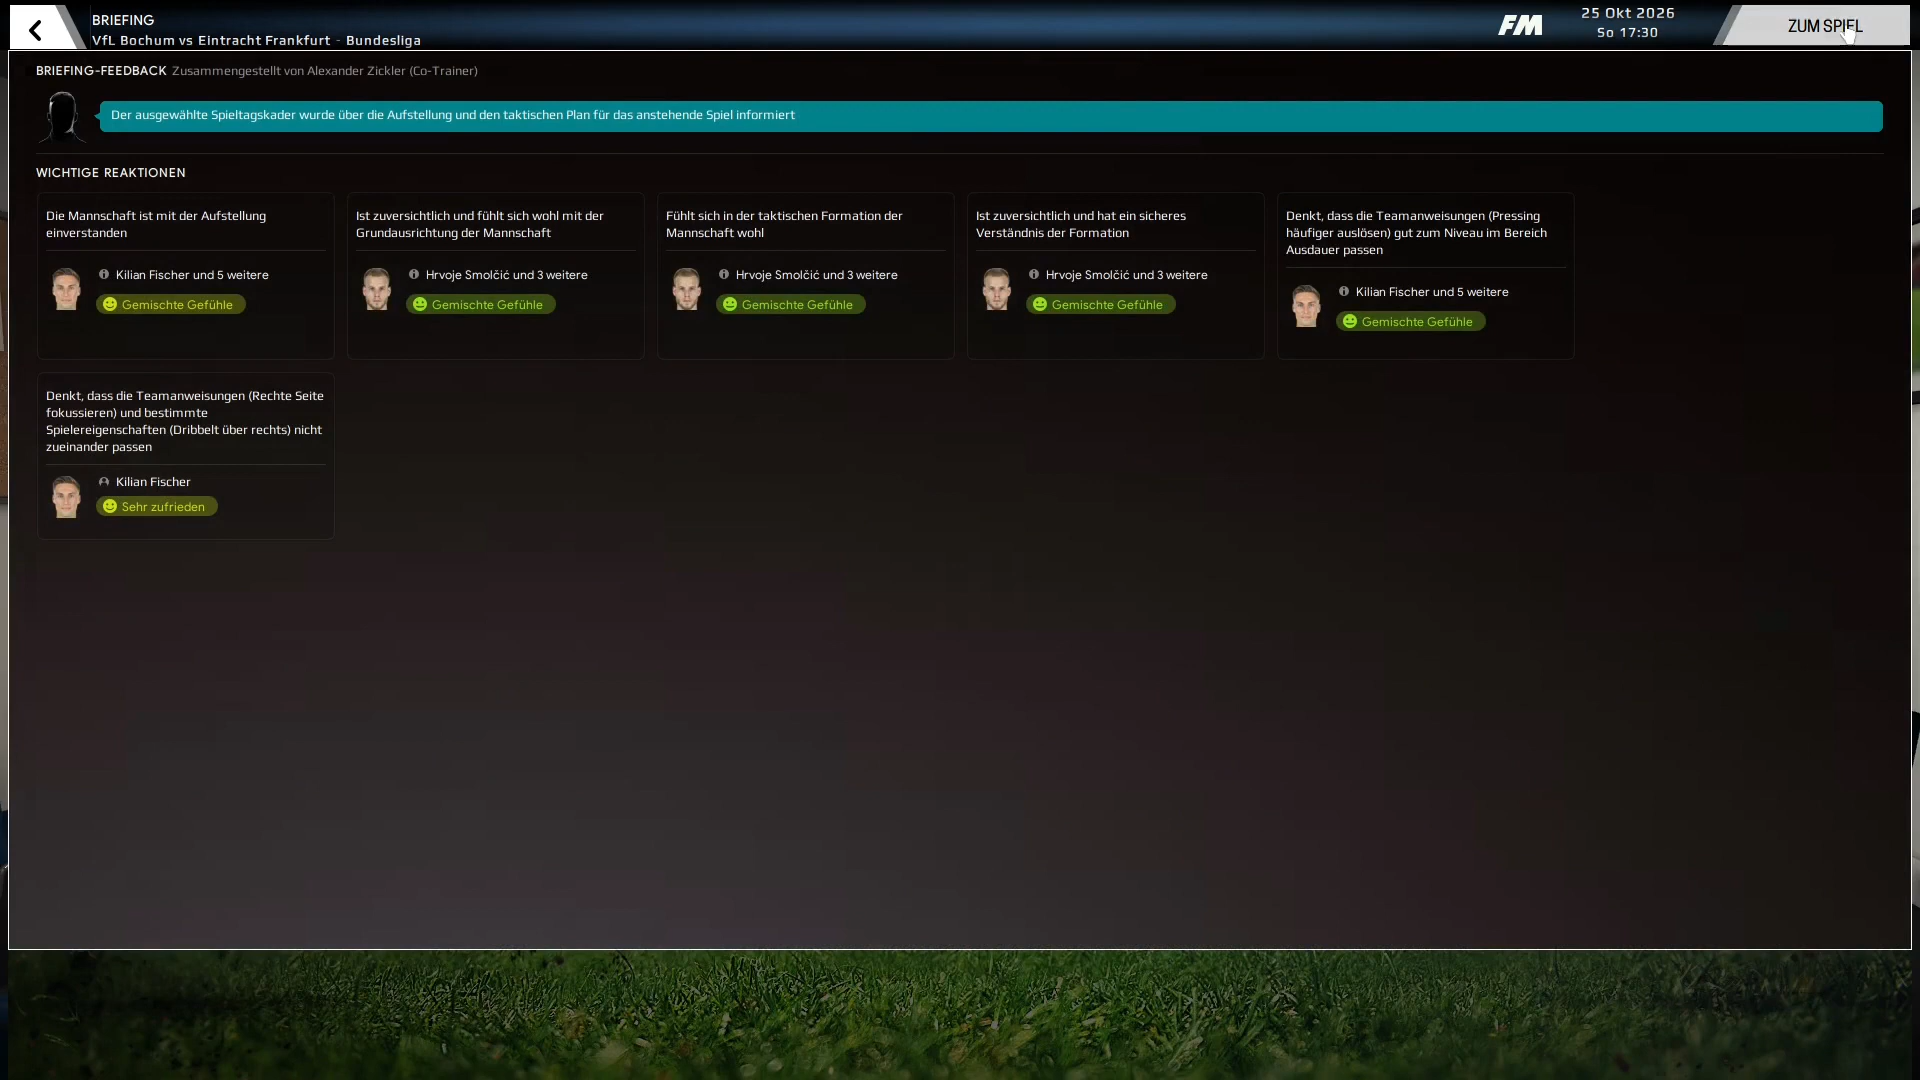 BRIEFING
VfL Bochum vs Eintracht Frankfurt - Bundesliga
FM
25 Okt 2026
So 17:30
ZUM SPIEL
BRIEFING-FEEDBACK Zusammengestellt von Alexander Zickler (Co-Trainer)
Der ausgewählte Spieltagskader wurde über die Aufstellung und den taktischen Plan für das anstehende Spiel informiert
WICHTIGE REAKTIONEN
Die Mannschaft ist mit der Aufstellung
einverstanden
Kilian Fischer und 5 weitere
Gemischte Gefühle
Ist zuversichtlich und fühlt sich wohl mit der
Grundausrichtung der Mannschaft
Hrvoje Smolčić und 3 weitere
Gemischte Gefühle
Fühlt sich in der taktischen Formation der
Mannschaft wohl
Hrvoje Smolčić und 3 weitere
Gemischte Gefühle
Ist zuversichtlich und hat ein sicheres
Verständnis der Formation
Hrvoje Smolčić und 3 weitere
Gemischte Gefühle
Denkt, dass die Teamanweisungen (Pressing
häufiger auslösen) gut zum Niveau im Bereich
Ausdauer passen
Kilian Fischer und 5 weitere
Gemischte Gefühle
Denkt, dass die Teamanweisungen (Rechte Seite
fokussieren) und bestimmte
Spielereigenschaften (Dribbelt über rechts) nicht
zueinander passen
Kilian Fischer
Sehr zufrieden